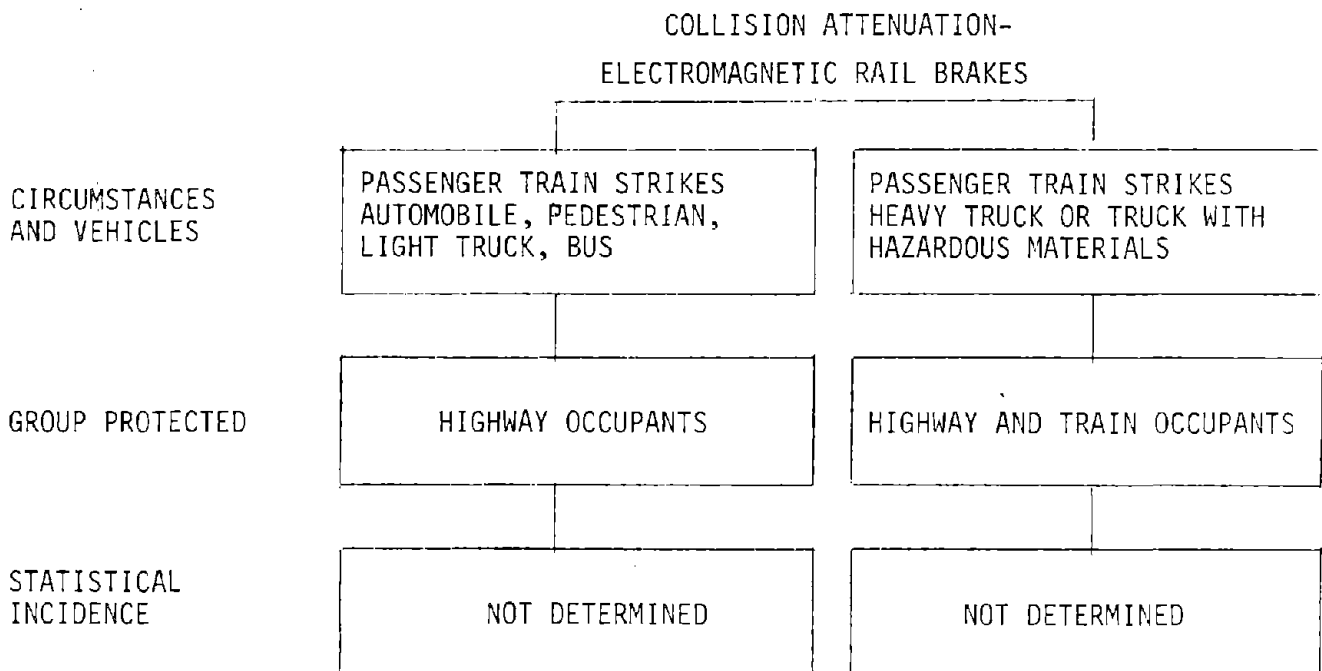 COLLISION ATTENUATION-
ELECTROMAGNETIC RAIL BRAKES
CIRCUMSTANCES
AND VEHICLES
PASSENGER TRAIN STRIKES
AUTOMOBILE, PEDESTRIAN,
LIGHT TRUCK, BUS
PASSENGER TRAIN STRIKES
HEAVY TRUCK OR TRUCK WITH
HAZARDOUS MATERIALS
GROUP PROTECTED
HIGHWAY OCCUPANTS
HIGHWAY AND TRAIN OCCUPANTS
STATISTICAL
INCIDENCE
NOT DETERMINED
NOT DETERMINED